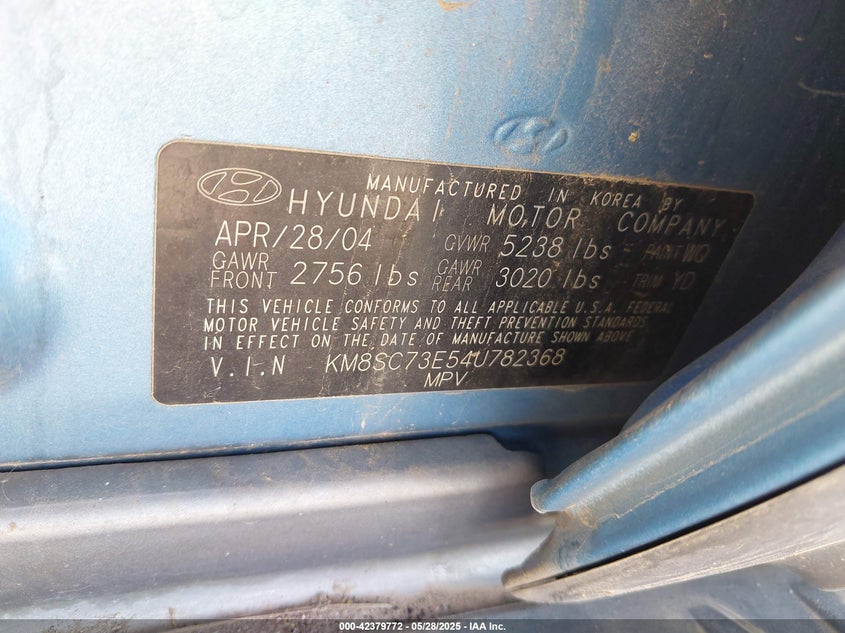 MANUFACTURED IN KOREA BY
HYUNDAI MOTOR COMPANY
APR/28/04 GVWR 5238 lbs PAINT WQ
GAWR FRONT 2756 lbs GAWR REAR 3020 lbs TRIM YD
THIS VEHICLE CONFORMS TO ALL APPLICABLE U.S.A. FEDERAL
MOTOR VEHICLE SAFETY AND THEFT PREVENTION STANDARDS
IN EFFECT ON THE DATE OF MANUFACTURE SHOWN ABOVE
V.I.N KM8SC73E54U782368
MPV
000-42379772 - 05/28/2025 - IAA Inc.